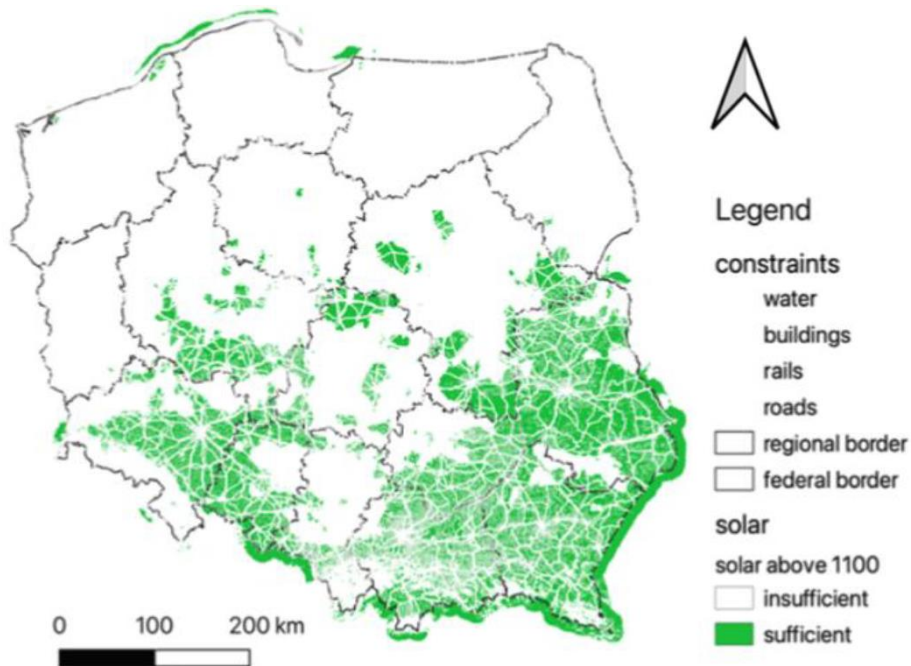 Legend
constraints
water
buildings
rails
roads
regional border
federal border
solar
solar above 1100
insufficient
sufficient
0 100 200 km